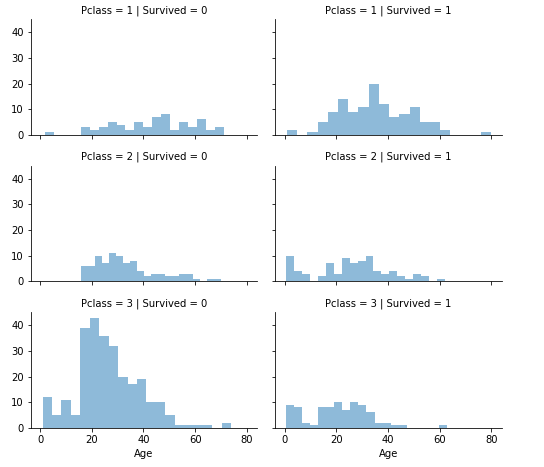 Pclass = 1 | Survived = 0
Pclass = 1 | Survived = 1
40
30
20
10
0
Pclass = 2 | Survived = 0
Pclass = 2 | Survived = 1
40
30
20
10
0
Pclass = 3 | Survived = 0
Pclass = 3 | Survived = 1
40
30
20
10
0
0 20 40 60 80
0 20 40 60 80
Age
Age